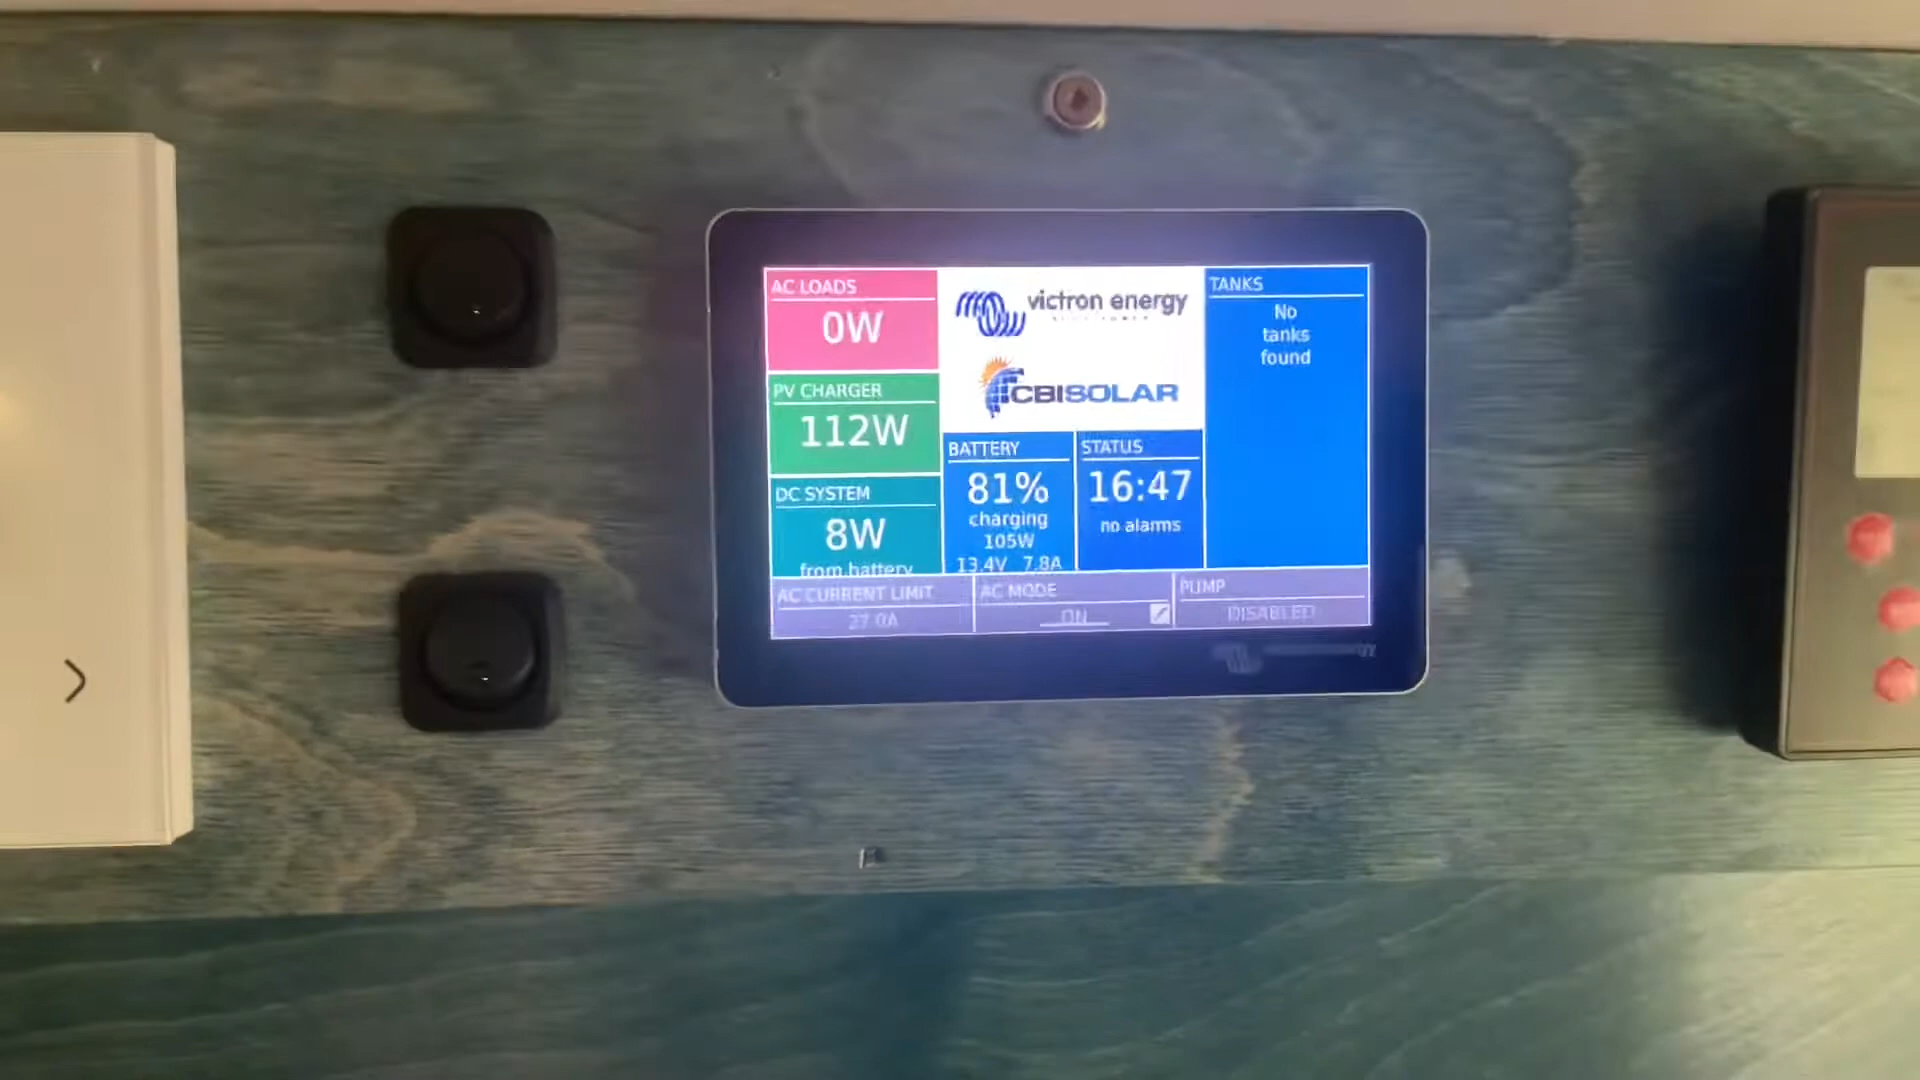 AC LOADS
0W
PV CHARGER
112W
DC SYSTEM
8W
from battery
victron energy
CBISOLAR
BATTERY
81%
charging
105W
13.4V 7.8A
STATUS
16:47
no alarms
TANKS
No
tanks
found
AC CURRENT LIMIT
27.0A
AC MODE
ON
PUMP
DISABLED